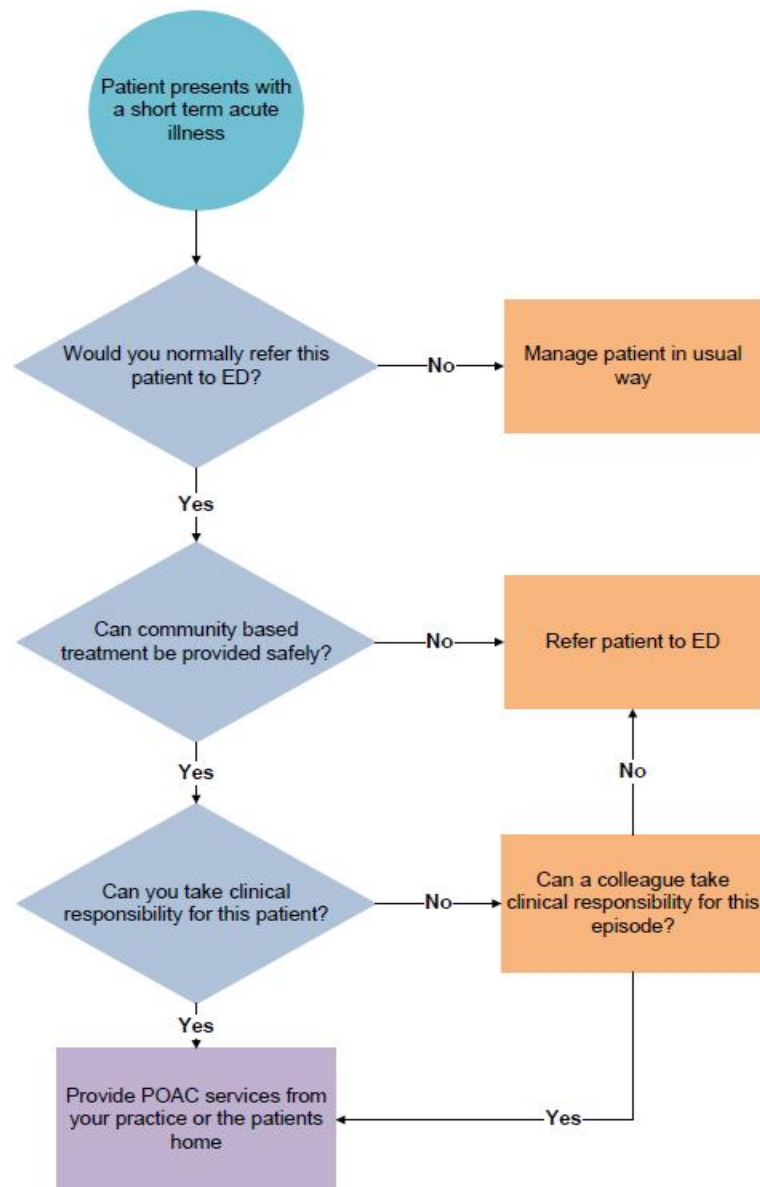 Patient presents with
a short term acute
illness
Would you normally refer this
patient to ED?
No
Manage patient in usual
way
Yes
Can community based
treatment be provided safely?
No
Refer patient to ED
Yes
No
Can you take clinical
responsibility for this patient?
No
Can a colleague take
clinical responsibility for this
episode?
Yes
Provide POAC services from
your practice or the patients
home
Yes